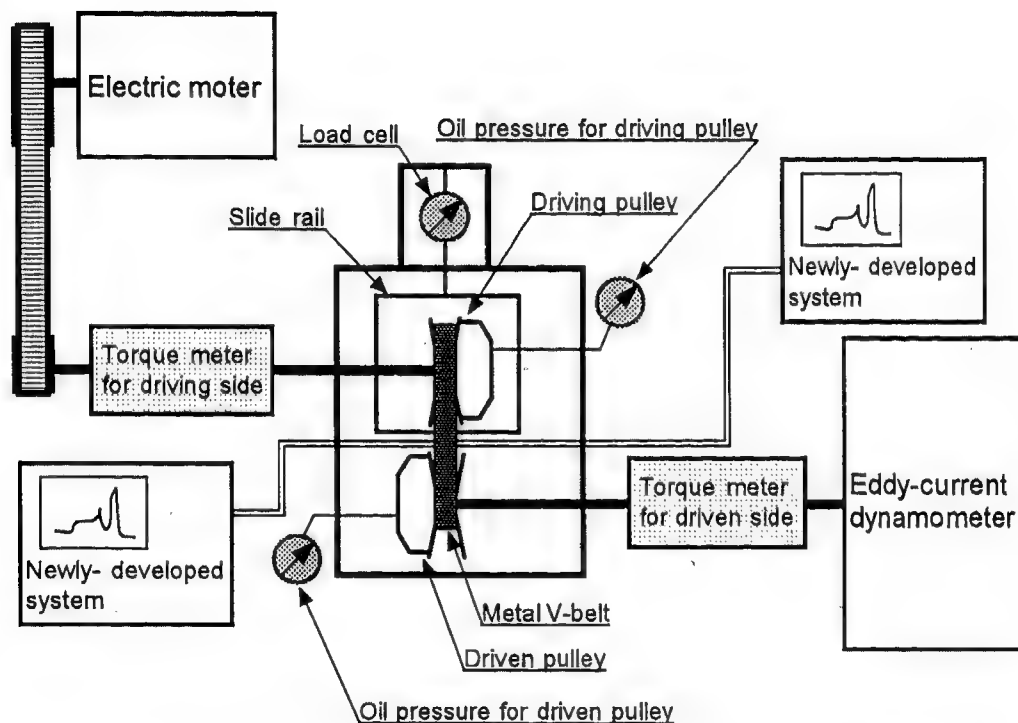 Electric moter
Load cell
Oil pressure for driving pulley
Slide rail
Driving pulley
Newly- developed
system
Torque meter
for driving side
Torque meter
for driven side
Eddy-current
dynamometer
Newly- developed
system
Metal V-belt
Driven pulley
Oil pressure for driven pulley